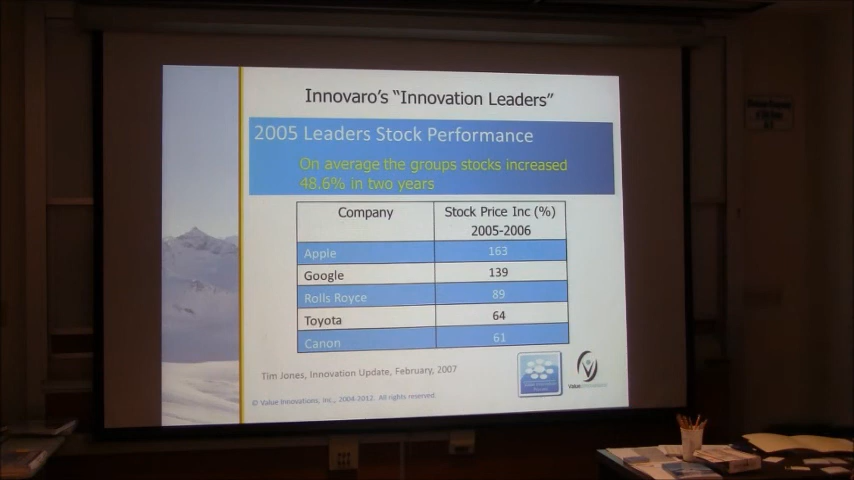 Innovaro's "Innovation Leaders"
2005 Leaders Stock Performance
On average the groups stocks increased
48.6% in two years
Company Stock Price Inc (%)
2005-2006
Apple 163
Google 139
Rolls Royce 89
Toyota 64
Canon 61
Tim Jones, Innovation Update, February, 2007
© Value Innovations, Inc., 2004-2012. All rights reserved.